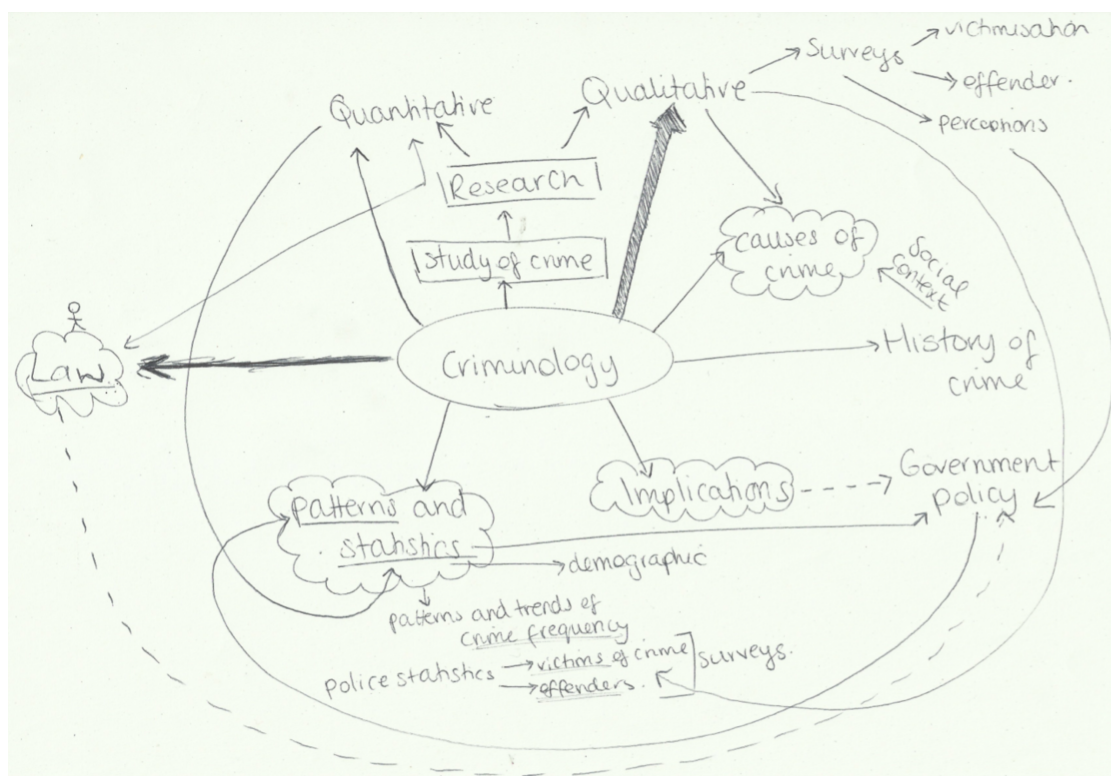 victimisation
Surveys
offender.
perceptions
Qualitative
Quantitative
Research
Study of crime
causes of
crime
Social
context
Criminology
History of
crime
Law
Government
policy
Implications
patterns and
statistics
demographic
patterns and trends of
crime frequency
police statistics
victims of crime
offenders.
surveys.